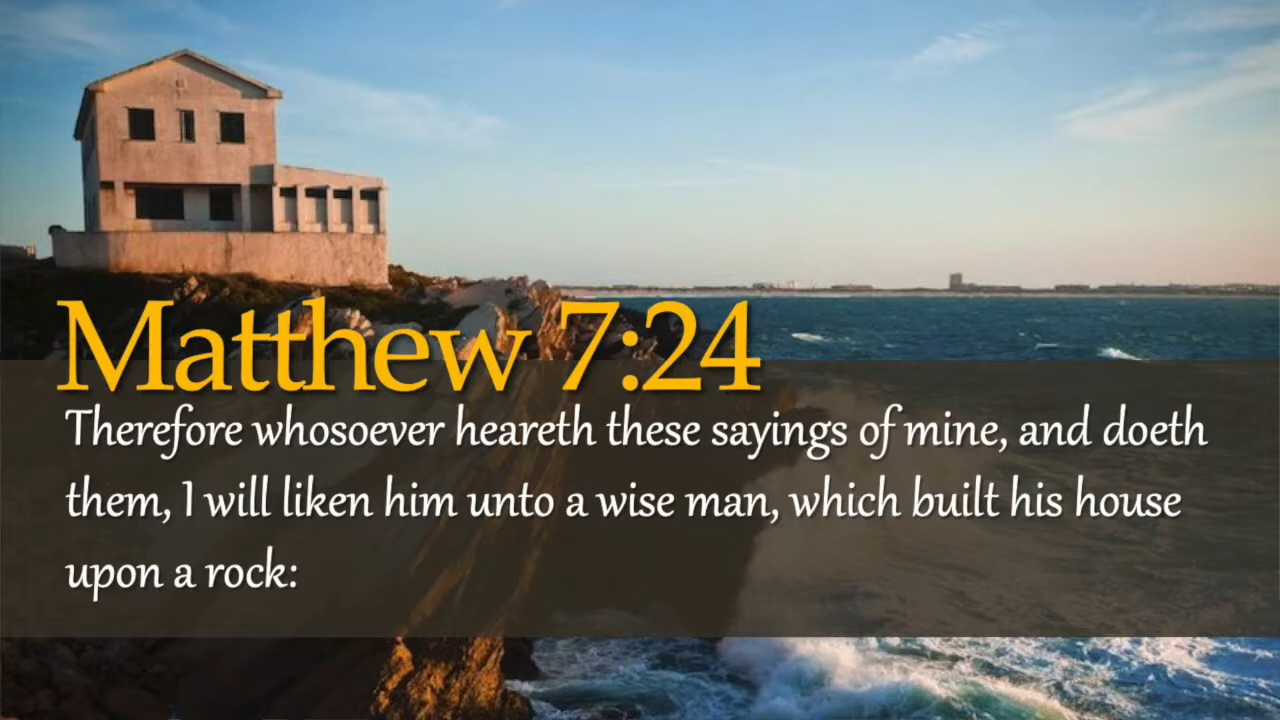 Matthew 7:24
Therefore whosoever heareth these sayings of mine, and doeth
them, I will liken him unto a wise man, which built his house
upon a rock: